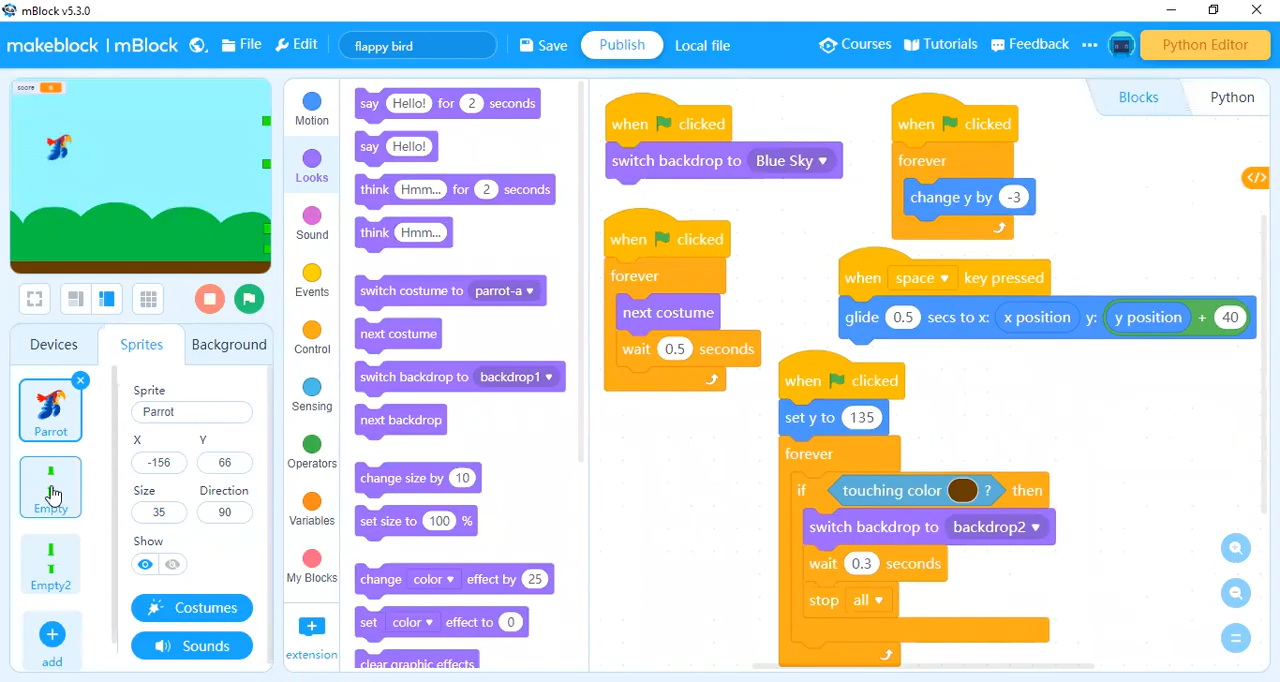 mBlock v5.3.0
makeblock | mBlock File Edit flappy bird Save Publish Local file Courses Tutorials Feedback Python Editor
score
Devices Sprites Background
Parrot
Empty
Empty2
add
Sprite
Parrot
X Y
-156 66
Size Direction
35 90
Show
Costumes
Sounds
Motion
Looks
Sound
Events
Control
Sensing
Operators
Variables
My Blocks
extension
say Hello! for 2 seconds
say Hello!
think Hmm... for 2 seconds
think Hmm...
switch costume to parrot-a
next costume
switch backdrop to backdrop1
next backdrop
change size by 10
set size to 100 %
change color effect by 25
set color effect to 0
clear graphic effects
Blocks Python
when clicked
switch backdrop to Blue Sky
when clicked
forever
next costume
wait 0.5 seconds
when clicked
forever
change y by -3
when space key pressed
glide 0.5 secs to x: x position y: y position + 40
when clicked
set y to 135
forever
if touching color ? then
switch backdrop to backdrop2
wait 0.3 seconds
stop all